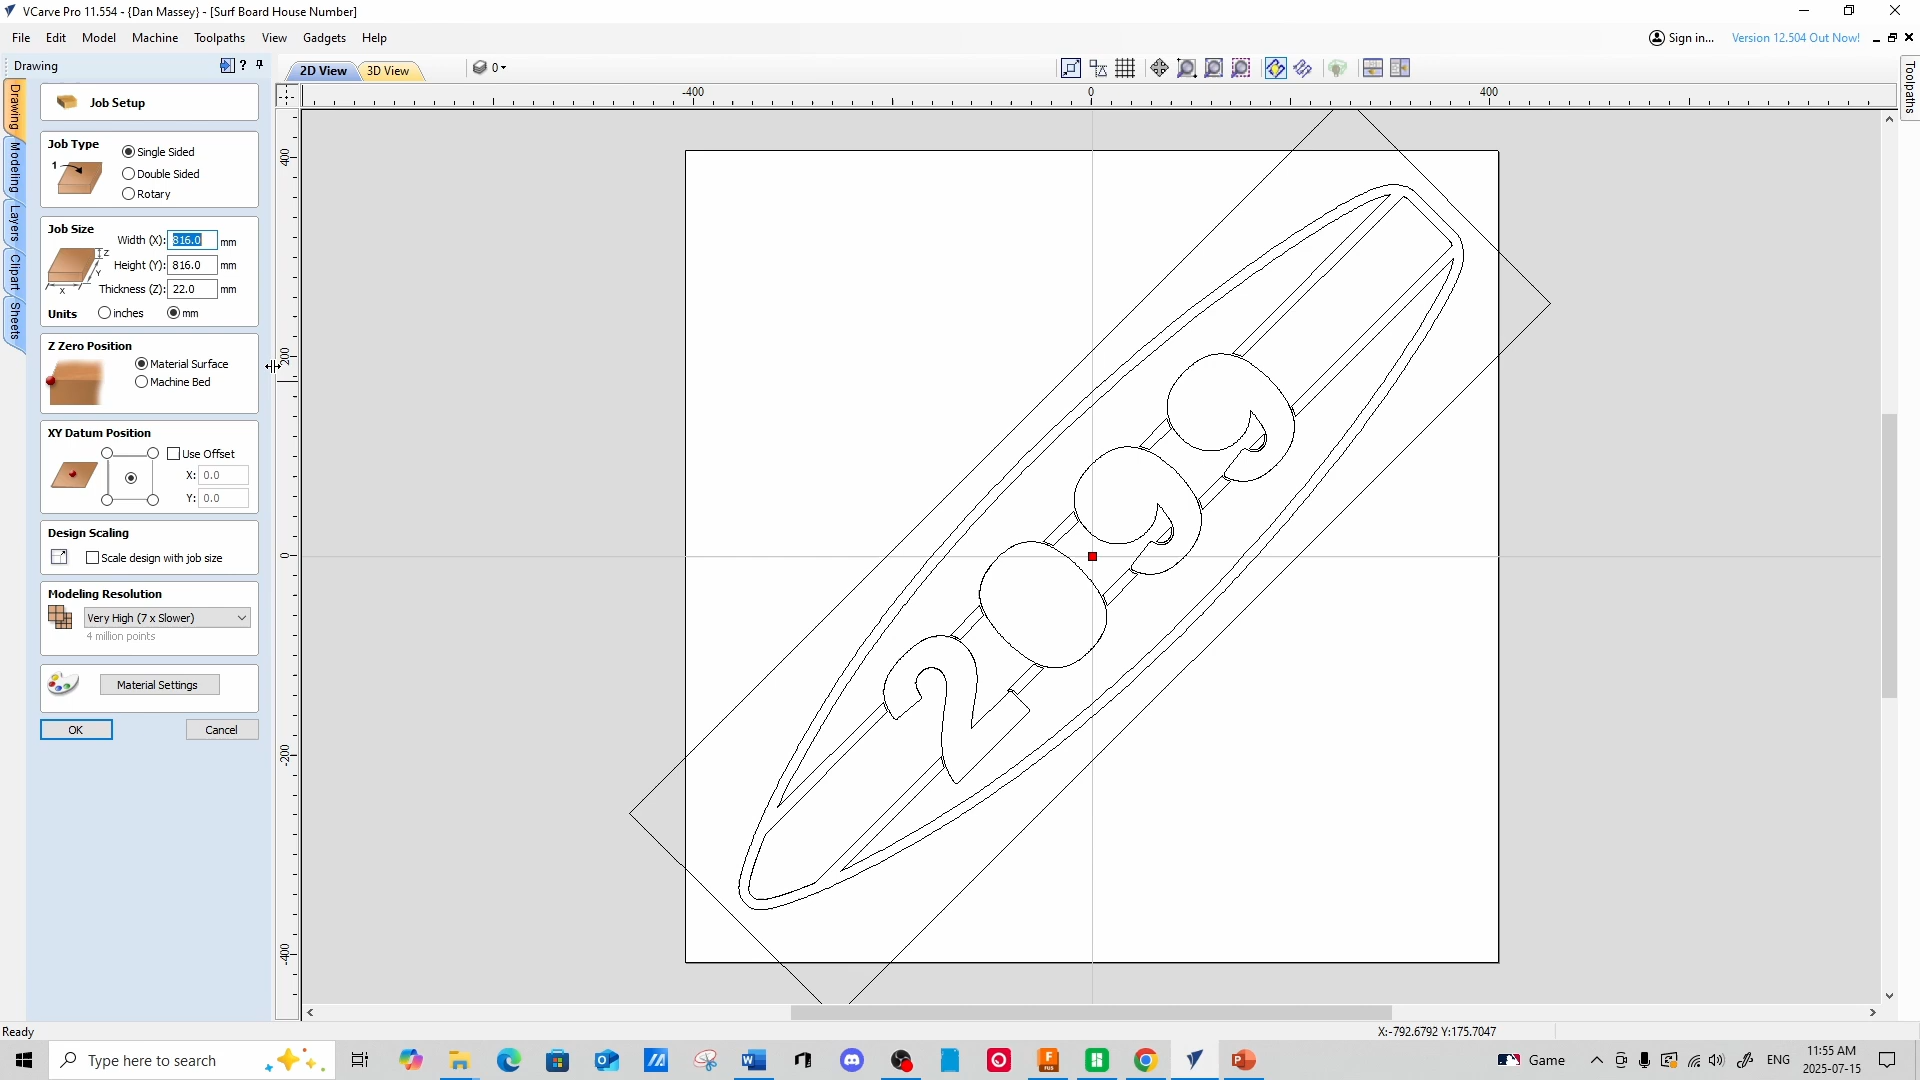 VCarve Pro 11.554 - {Dan Massey} - [Surf Board House Number]
File Edit Model Machine Toolpaths View Gadgets Help
Sign in... Version 12.504 Out Now!
Drawing
2D View 3D View
0
Toolpaths
Drawing
Modeling
Layers
Clipart
Sheets
Job Setup
Job Type
1
Single Sided
Double Sided
Rotary
Job Size
Width (X): 816.0 mm
Height (Y): 816.0 mm
Thickness (Z): 22.0 mm
Z
Y
X
Units inches mm
Z Zero Position
Material Surface
Machine Bed
XY Datum Position
Use Offset
X: 0.0
Y: 0.0
Design Scaling
Scale design with job size
Modeling Resolution
Very High (7 x Slower)
4 million points
Material Settings
OK Cancel
-400 0 400
400
200
0
-200
-400
2099
Ready
X:-792.6792 Y:175.7047
Type here to search
Game
ENG
11:55 AM
2025-07-15